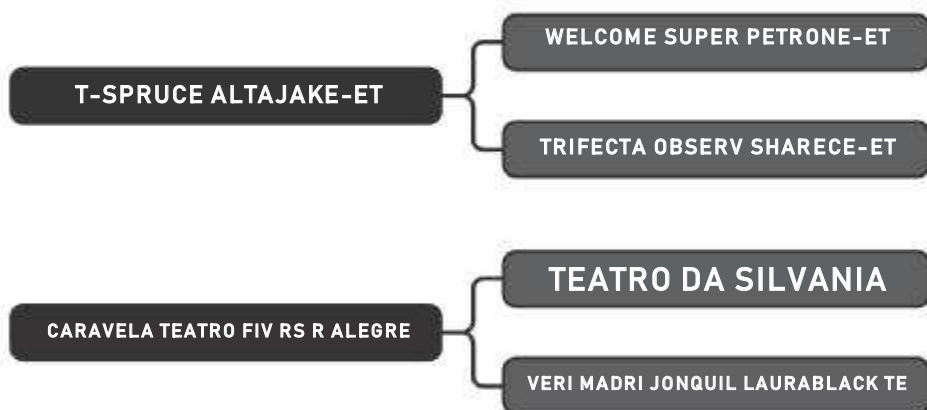 WELCOME SUPER PETRONE-ET
T-SPRUCE ALTAJAKE-ET
TRIFECTA OBSERV SHARECE-ET
TEATRO DA SILVANIA
CARAVELA TEATRO FIV RS R ALEGRE
VERI MADRI JONQUIL LAURABLACK TE